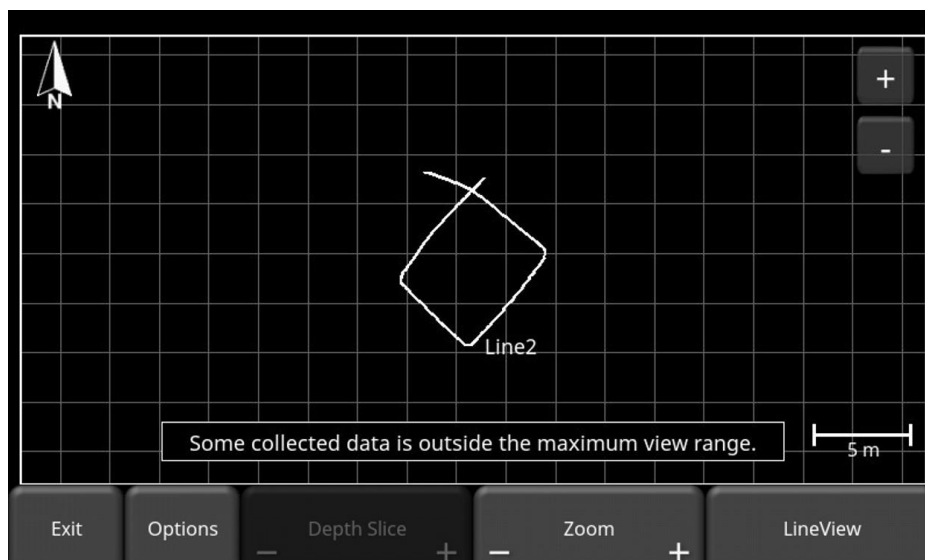 N
+
-
Line2
Some collected data is outside the maximum view range.
5 m
Exit
Options
Depth Slice
− +
Zoom
− +
LineView